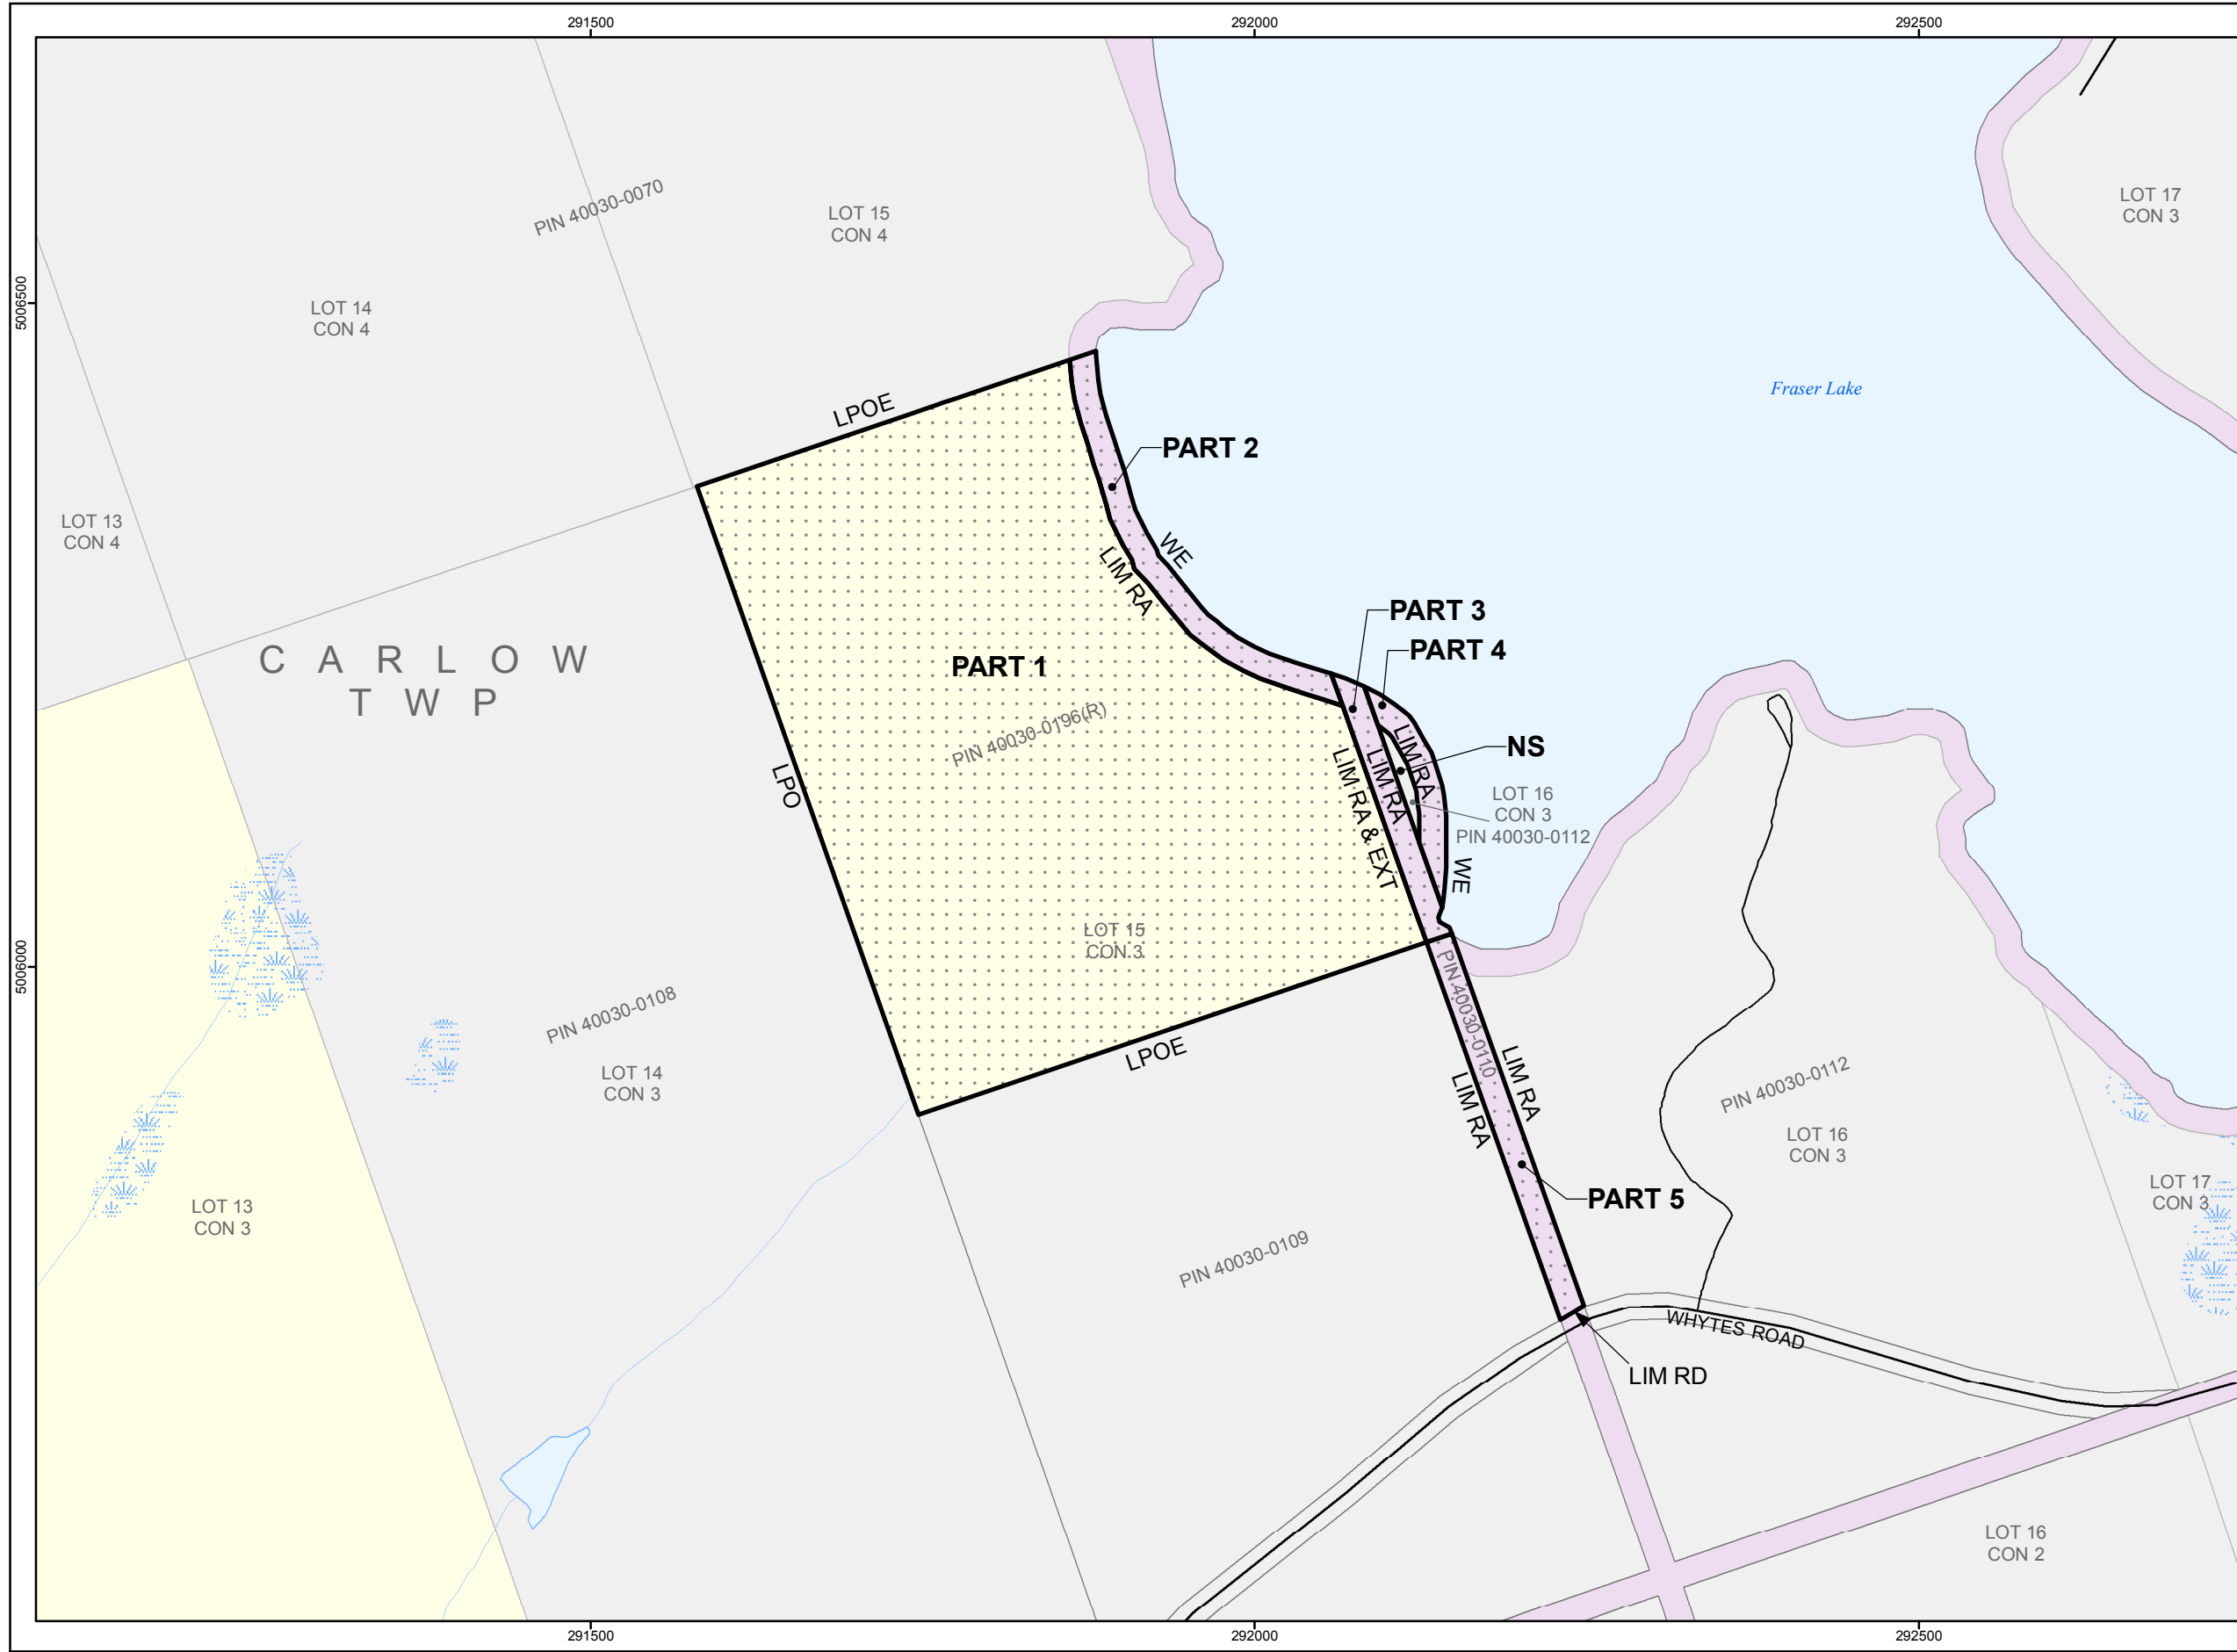 291500
292000
292500
5006500
5006000
PIN 40030-0070
LOT 15
CON 4
LOT 17
CON 3
LOT 14
CON 4
Fraser Lake
LPOE
PART 2
LOT 13
CON 4
WE
LIM RA
PART 3
PART 4
CARLOW
TWP
PART 1
PIN 40030-0196(R)
LPO
NS
LIM RA
LIM RA
LIM RA & EXT
LOT 16
CON 3
PIN 40030-0112
WE
LOT 15
CON 3
PIN 40030-0108
LPOE
PIN 40030-0110
LOT 14
CON 3
LIM RA
LIM RA
PIN 40030-0112
LOT 16
CON 3
LOT 13
CON 3
PART 5
LOT 17
CON 3
PIN 40030-0109
WHYTES ROAD
LIM RD
LOT 16
CON 2
291500
292000
292500